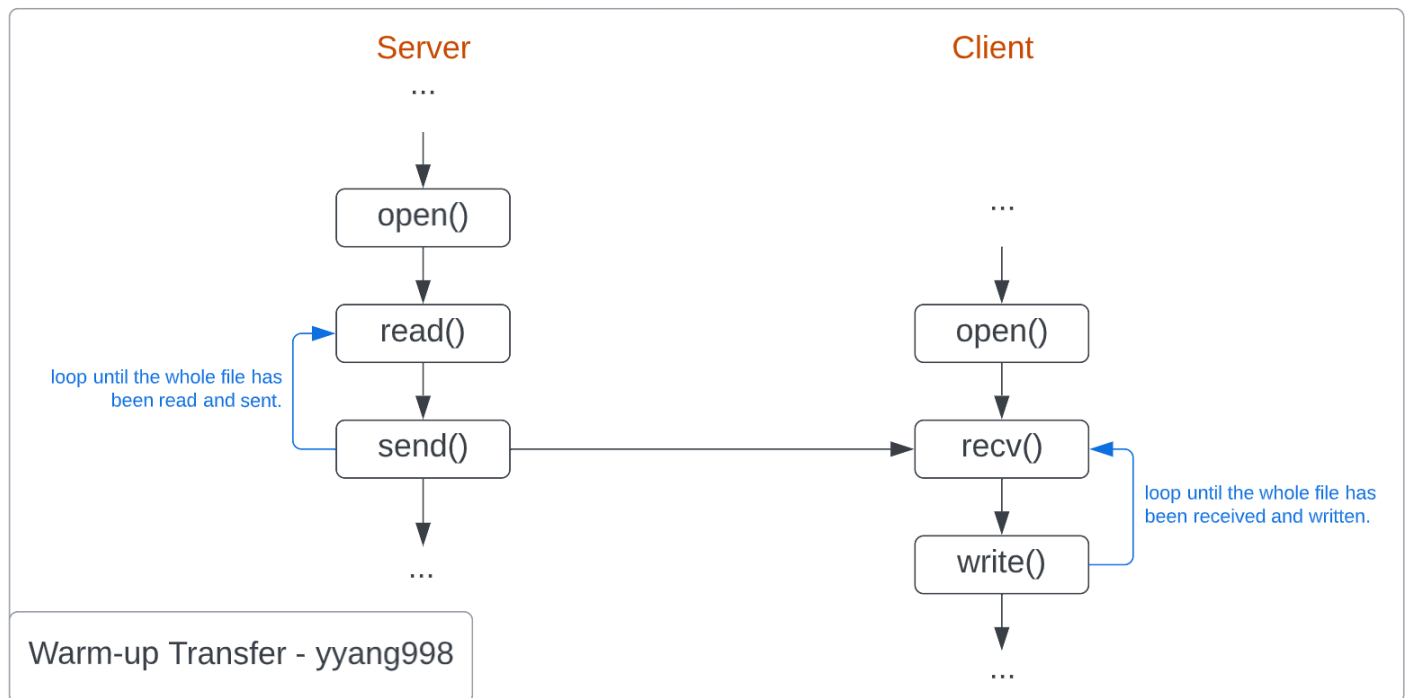 Server
...
open()
read()
loop until the whole file has
been read and sent.
send()
...
Client
...
open()
recv()
loop until the whole file has
been received and written.
write()
...
Warm-up Transfer - yyang998